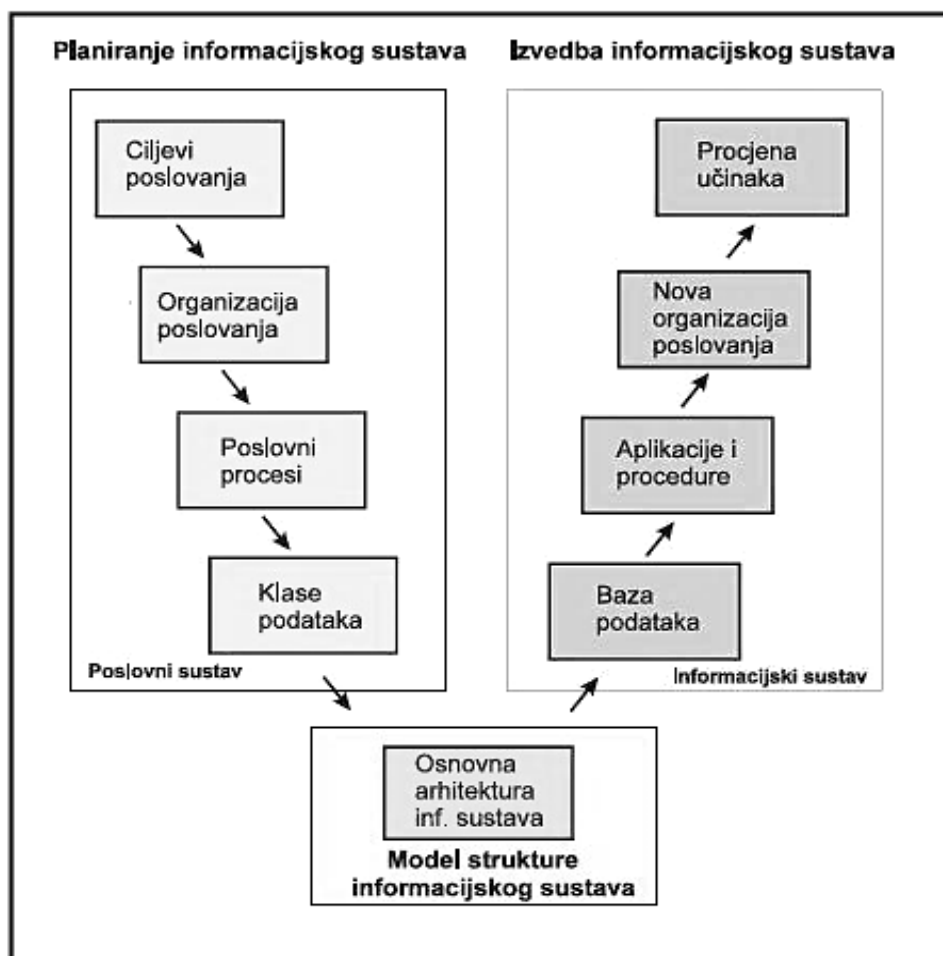 Planiranje informacijskog sustava
Izvedba informacijskog sustava
Ciljevi
poslovanja
Organizacija
poslovanja
Poslovni
procesi
Klase
podataka
Poslovni sustav
Procjena
učinaka
Nova
organizacija
poslovanja
Aplikacije i
procedure
Baza
podataka
Informacijski sustav
Osnovna
arhitektura
inf. sustava
Model strukture
informacijskog sustava